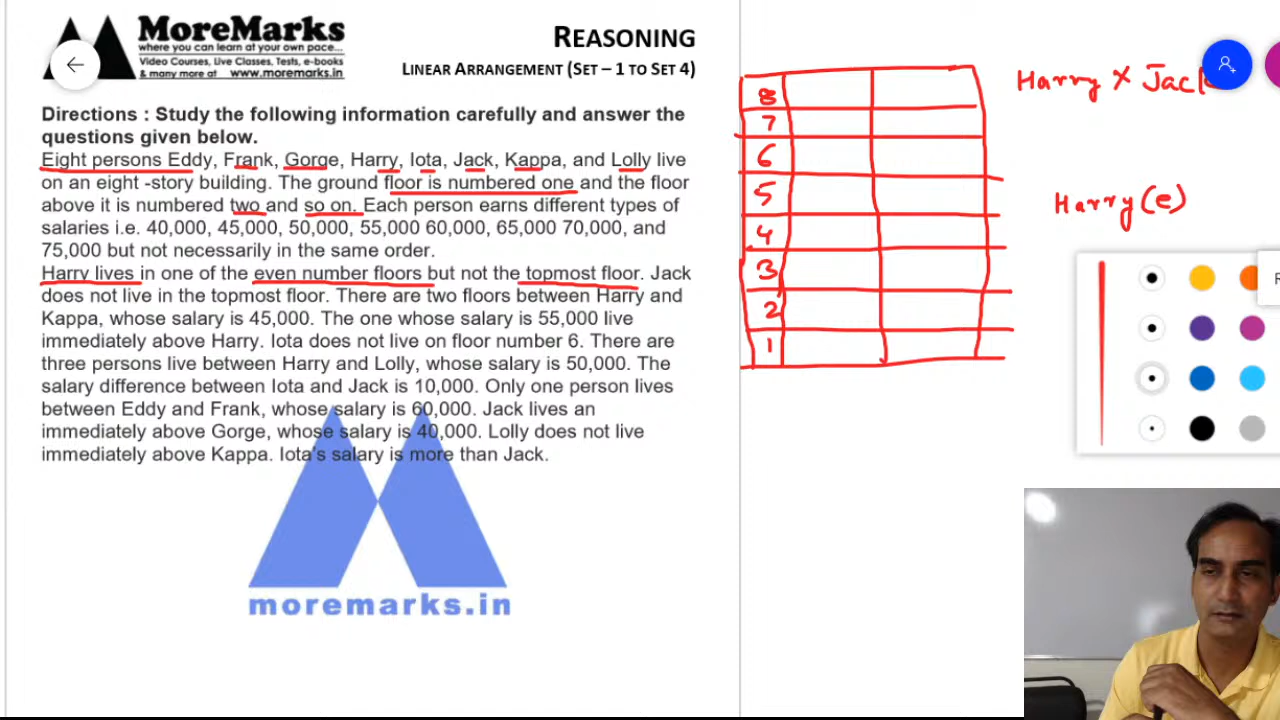 MoreMarks
where you can learn at your own pace...
Video Courses, Live Classes, Tests, e-books
& many more at www.moremarks.in
REASONING
LINEAR ARRANGEMENT (SET – 1 TO SET 4)
Directions : Study the following information carefully and answer the
questions given below.
Eight persons Eddy, Frank, Gorge, Harry, Iota, Jack, Kappa, and Lolly live
on an eight -story building. The ground floor is numbered one and the floor
above it is numbered two and so on. Each person earns different types of
salaries i.e. 40,000, 45,000, 50,000, 55,000 60,000, 65,000 70,000, and
75,000 but not necessarily in the same order.
Harry lives in one of the even number floors but not the topmost floor. Jack
does not live in the topmost floor. There are two floors between Harry and
Kappa, whose salary is 45,000. The one whose salary is 55,000 live
immediately above Harry. Iota does not live on floor number 6. There are
three persons live between Harry and Lolly, whose salary is 50,000. The
salary difference between Iota and Jack is 10,000. Only one person lives
between Eddy and Frank, whose salary is 60,000. Jack lives an
immediately above Gorge, whose salary is 40,000. Lolly does not live
immediately above Kappa. Iota's salary is more than Jack.
moremarks.in
8
7
6
5
4
3
2
1
Harry X Jac
Harry (e)
R